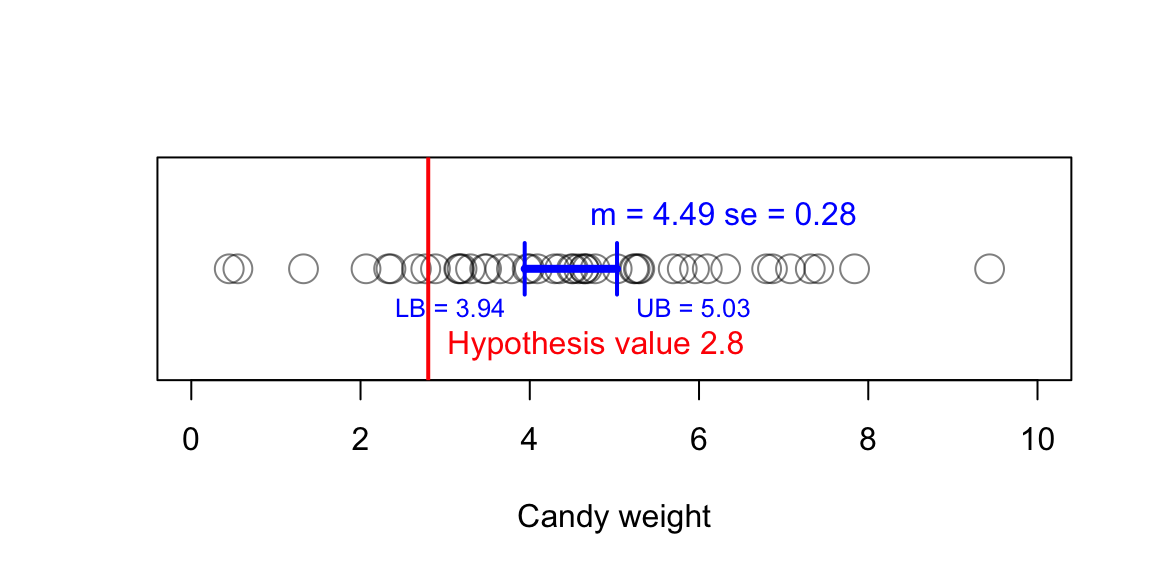 m = 4.49 se = 0.28
LB = 3.94 UB = 5.03
Hypothesis value 2.8
0 2 4 6 8 10
Candy weight